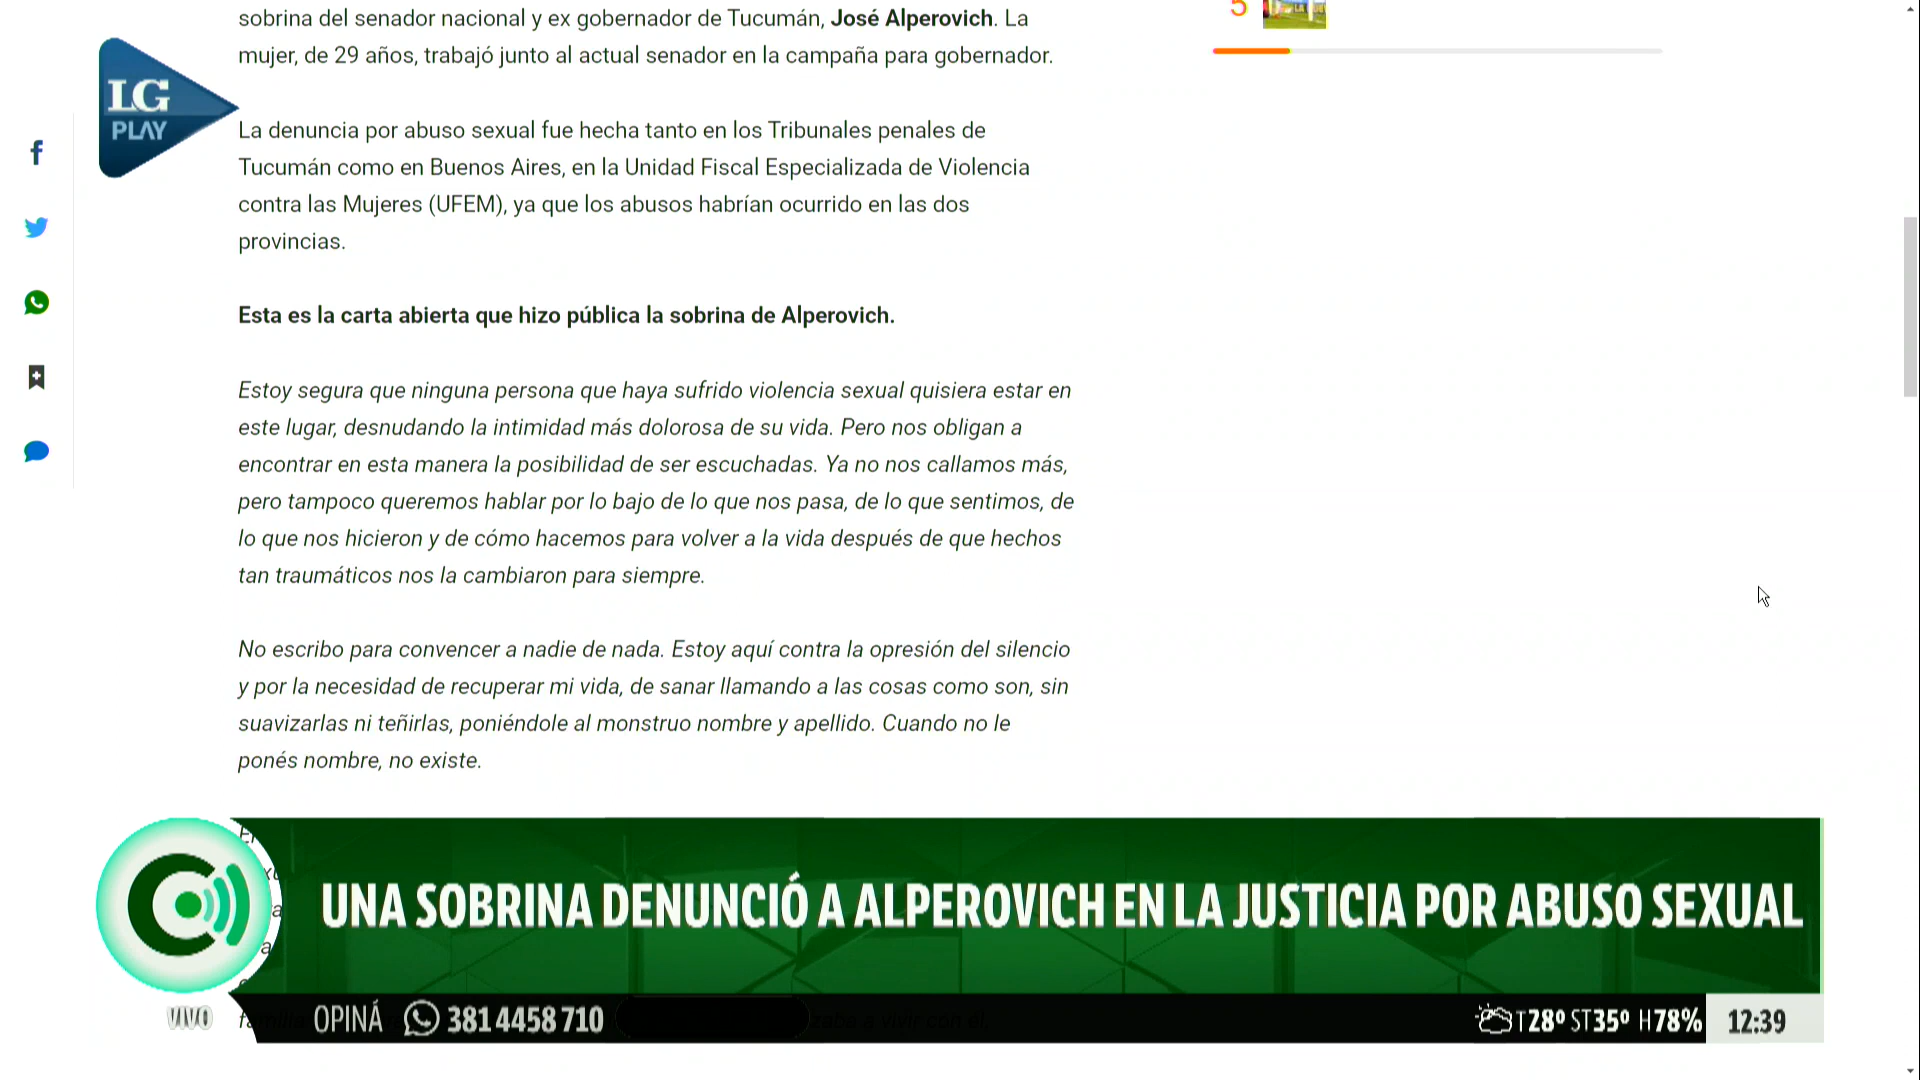 sobrina del senador nacional y ex gobernador de Tucumán, José Alperovich. La
mujer, de 29 años, trabajó junto al actual senador en la campaña para gobernador.
5
LG
PLAY
La denuncia por abuso sexual fue hecha tanto en los Tribunales penales de
Tucumán como en Buenos Aires, en la Unidad Fiscal Especializada de Violencia
contra las Mujeres (UFEM), ya que los abusos habrían ocurrido en las dos
provincias.
Esta es la carta abierta que hizo pública la sobrina de Alperovich.
Estoy segura que ninguna persona que haya sufrido violencia sexual quisiera estar en
este lugar, desnudando la intimidad más dolorosa de su vida. Pero nos obligan a
encontrar en esta manera la posibilidad de ser escuchadas. Ya no nos callamos más,
pero tampoco queremos hablar por lo bajo de lo que nos pasa, de lo que sentimos, de
lo que nos hicieron y de cómo hacemos para volver a la vida después de que hechos
tan traumáticos nos la cambiaron para siempre.
No escribo para convencer a nadie de nada. Estoy aquí contra la opresión del silencio
y por la necesidad de recuperar mi vida, de sanar llamando a las cosas como son, sin
suavizarlas ni teñirlas, poniéndole al monstruo nombre y apellido. Cuando no le
ponés nombre, no existe.
UNA SOBRINA DENUNCIÓ A ALPEROVICH EN LA JUSTICIA POR ABUSO SEXUAL
VIVO
OPINÁ 381 4458 710
T28º ST35º H78% 12:39